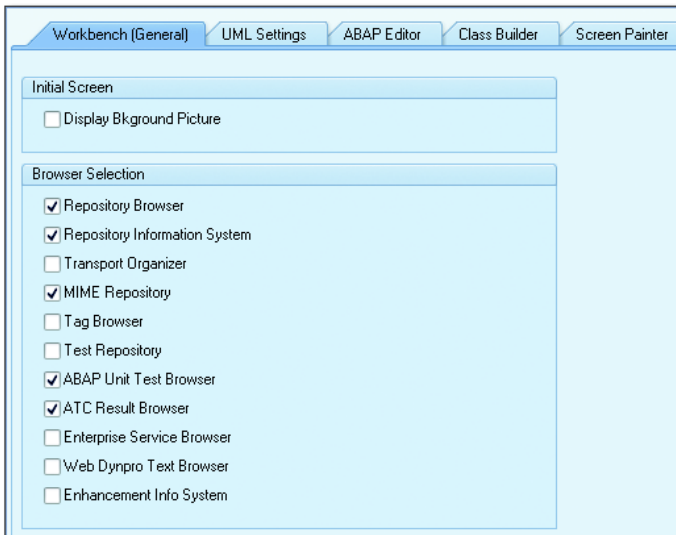 Workbench (General) UML Settings ABAP Editor Class Builder Screen Painter
Initial Screen
Display Bkground Picture
Browser Selection
Repository Browser
Repository Information System
Transport Organizer
MIME Repository
Tag Browser
Test Repository
ABAP Unit Test Browser
ATC Result Browser
Enterprise Service Browser
Web Dynpro Text Browser
Enhancement Info System